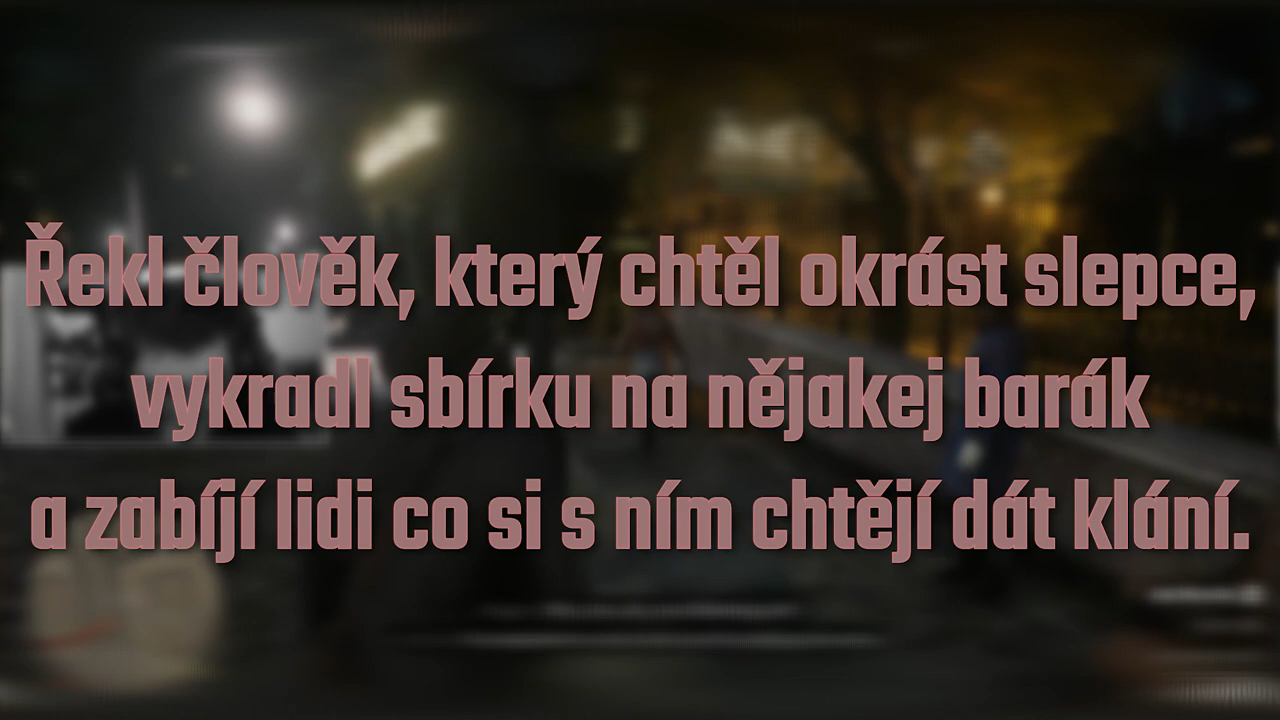 Řekl člověk, který chtěl okrást slepce,
vykradl sbírku na nějakej barák
a zabíjí lidi co si s ním chtějí dát klání.